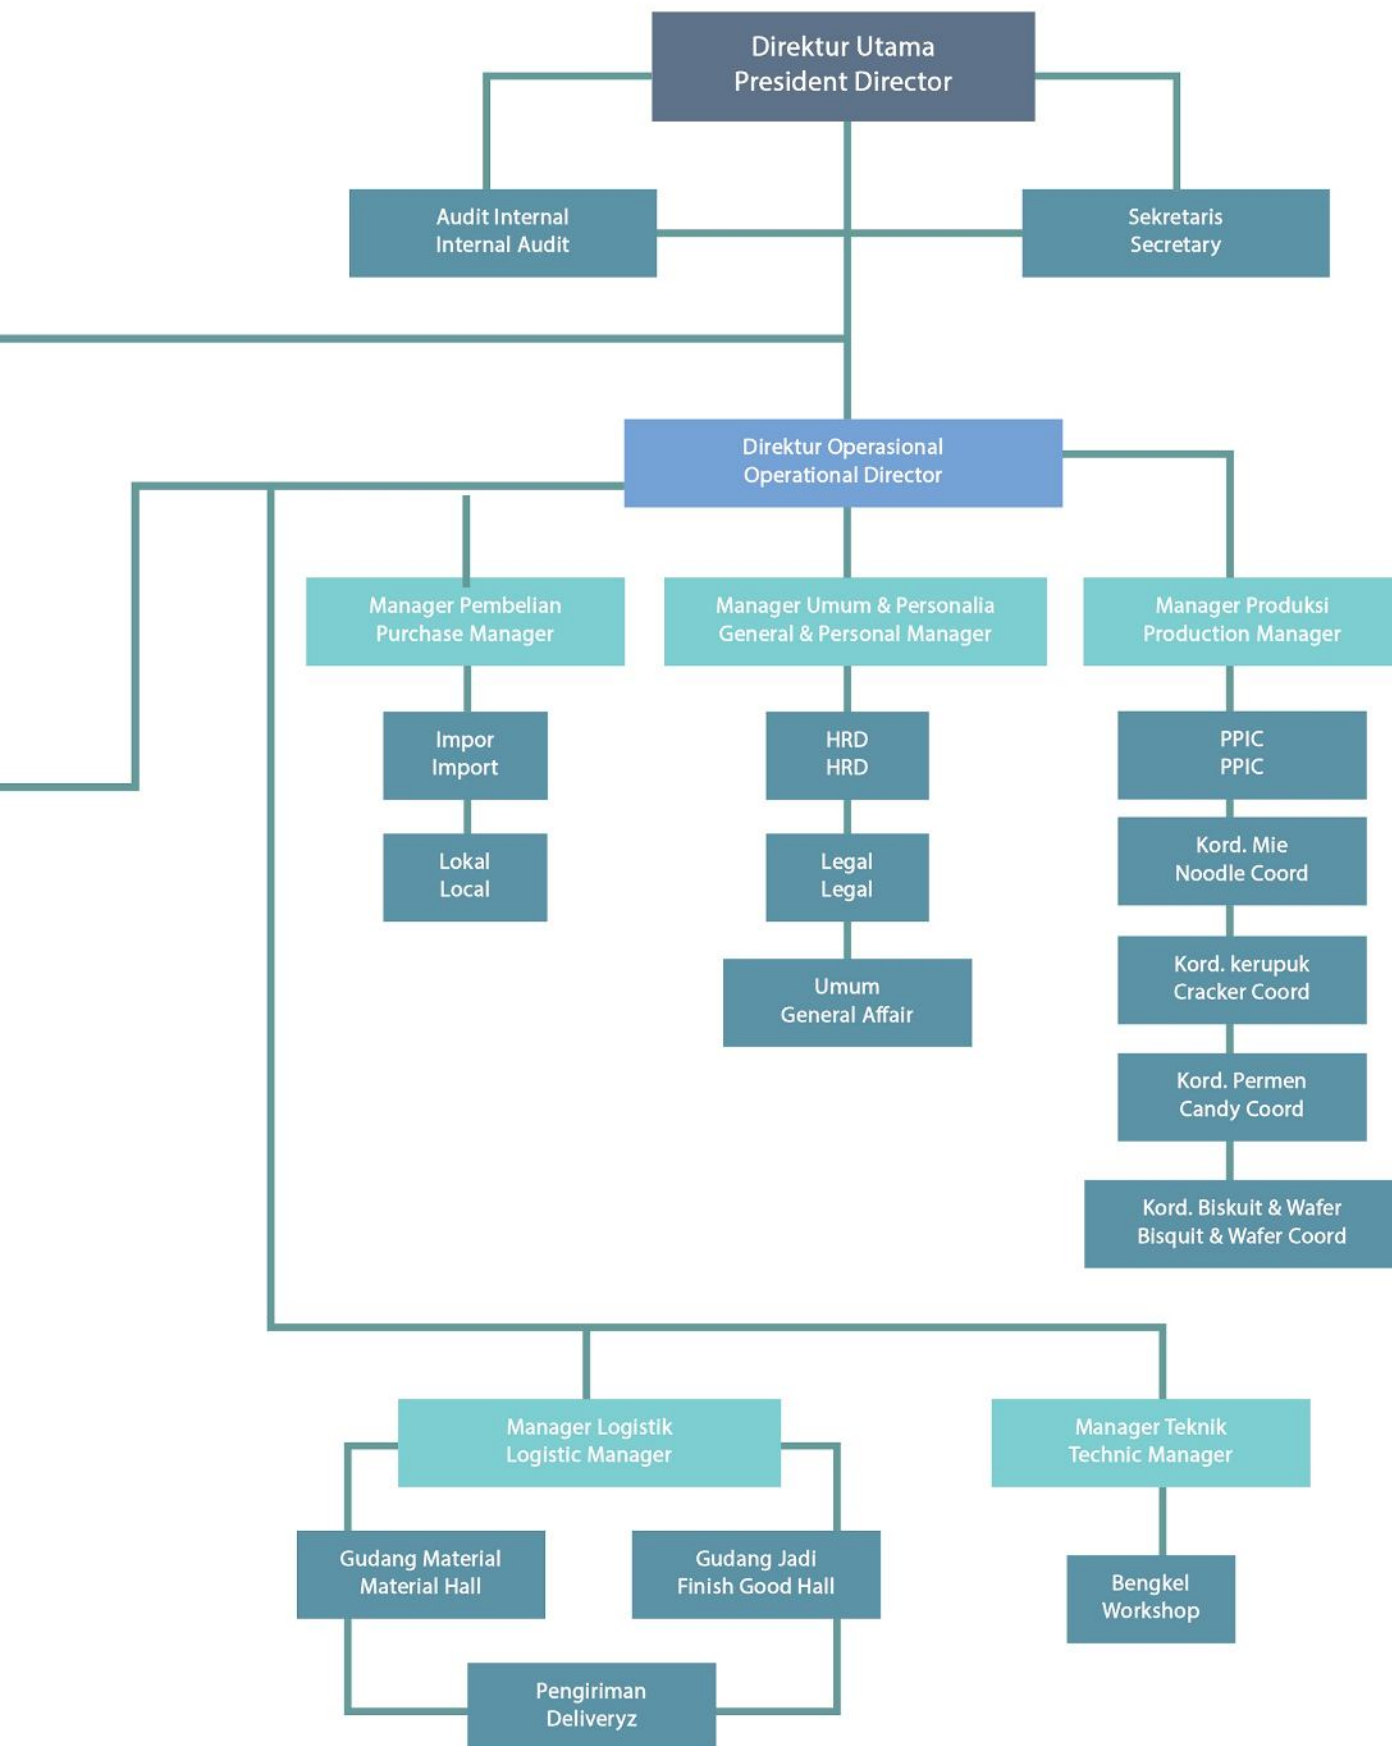 Direktur Utama
President Director
Audit Internal
Internal Audit
Sekretaris
Secretary
Direktur Operasional
Operational Director
Manager Pembelian
Purchase Manager
Manager Umum & Personalia
General & Personal Manager
Manager Produksi
Production Manager
Impor
Import
HRD
HRD
PPIC
PPIC
Lokal
Local
Legal
Legal
Kord. Mie
Noodle Coord
Umum
General Affair
Kord. kerupuk
Cracker Coord
Kord. Permen
Candy Coord
Kord. Biskuit & Wafer
Bisquit & Wafer Coord
Manager Logistik
Logistic Manager
Manager Teknik
Technic Manager
Gudang Material
Material Hall
Gudang Jadi
Finish Good Hall
Bengkel
Workshop
Pengiriman
Deliveryz